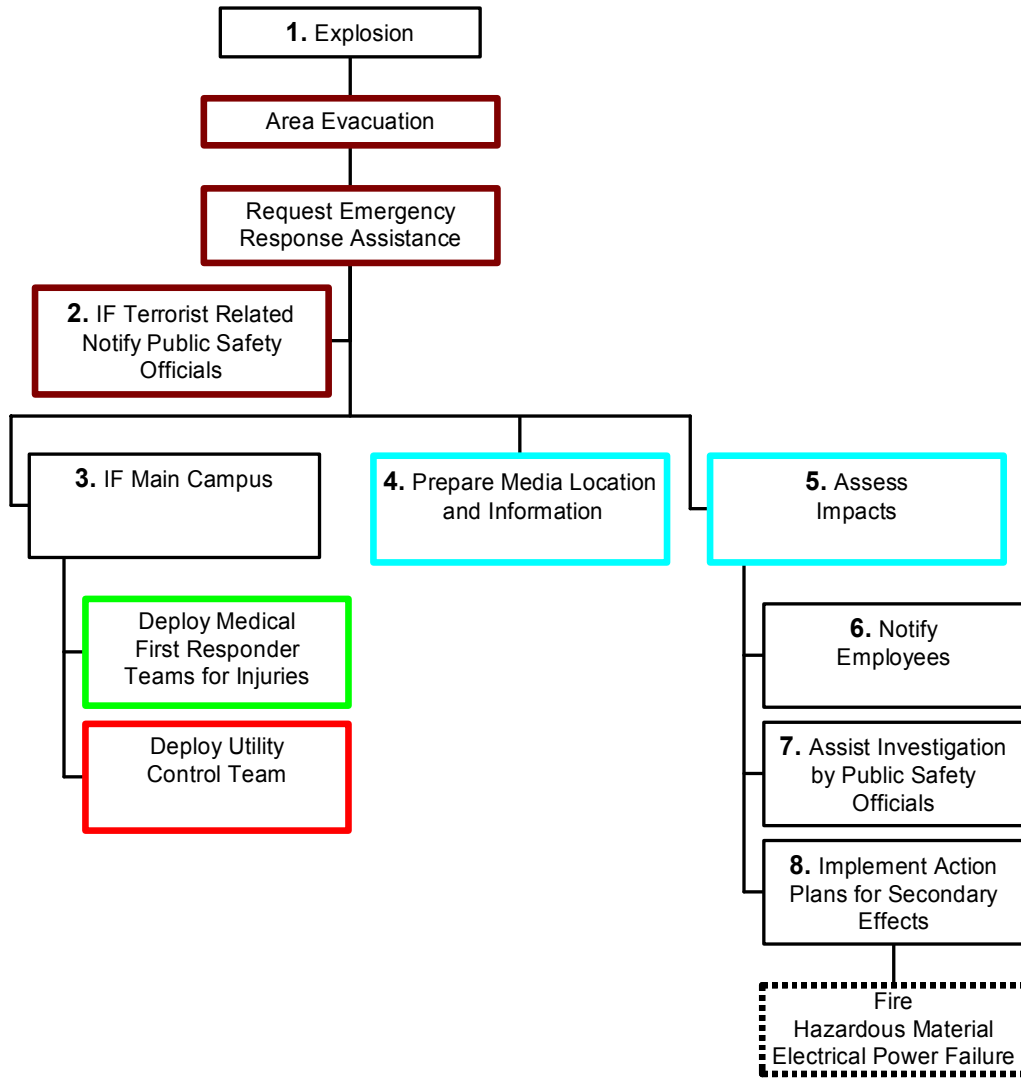 1. Explosion
Area Evacuation
Request Emergency
Response Assistance
2. IF Terrorist Related
Notify Public Safety
Officials
3. IF Main Campus
4. Prepare Media Location
and Information
5. Assess
Impacts
Deploy Medical
First Responder
Teams for Injuries
Deploy Utility
Control Team
6. Notify
Employees
7. Assist Investigation
by Public Safety
Officials
8. Implement Action
Plans for Secondary
Effects
Fire
Hazardous Material
Electrical Power Failure